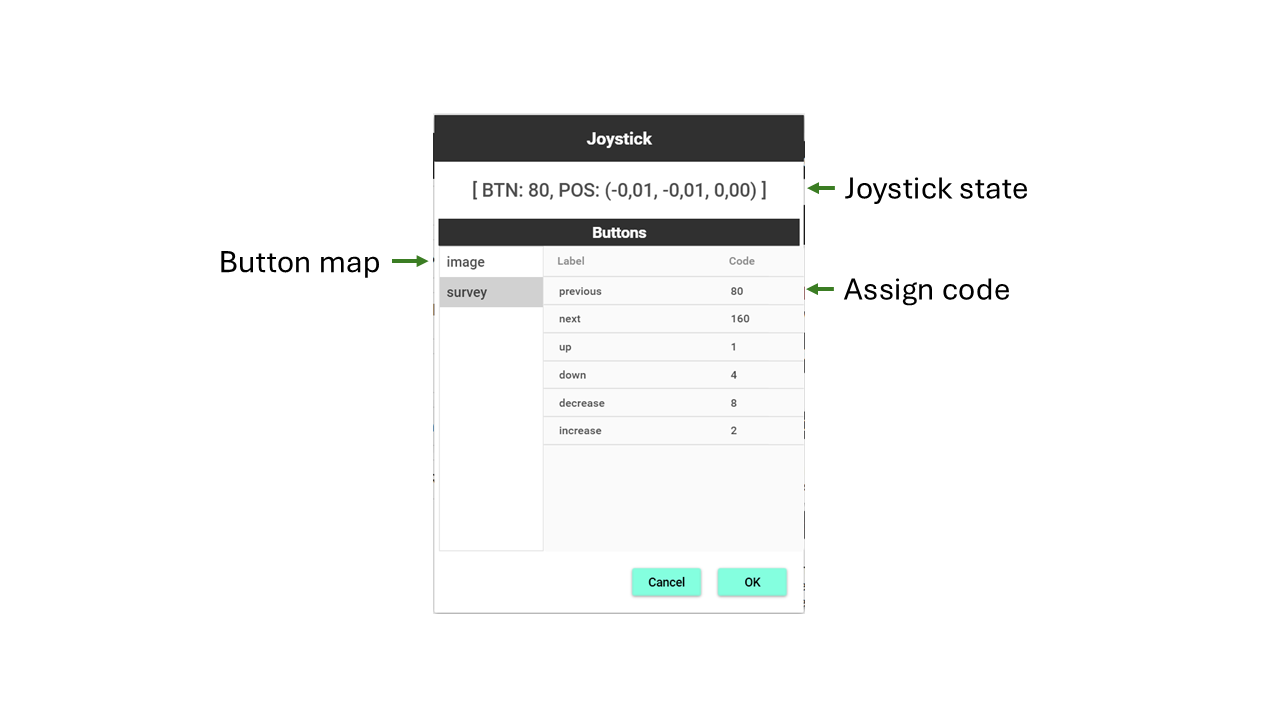 Joystick
[ BTN: 80, POS: (-0,01, -0,01, 0,00) ]
Joystick state
Buttons
Button map
image
survey
Label Code
previous 80
Assign code
next 160
up 1
down 4
decrease 8
increase 2
Cancel OK